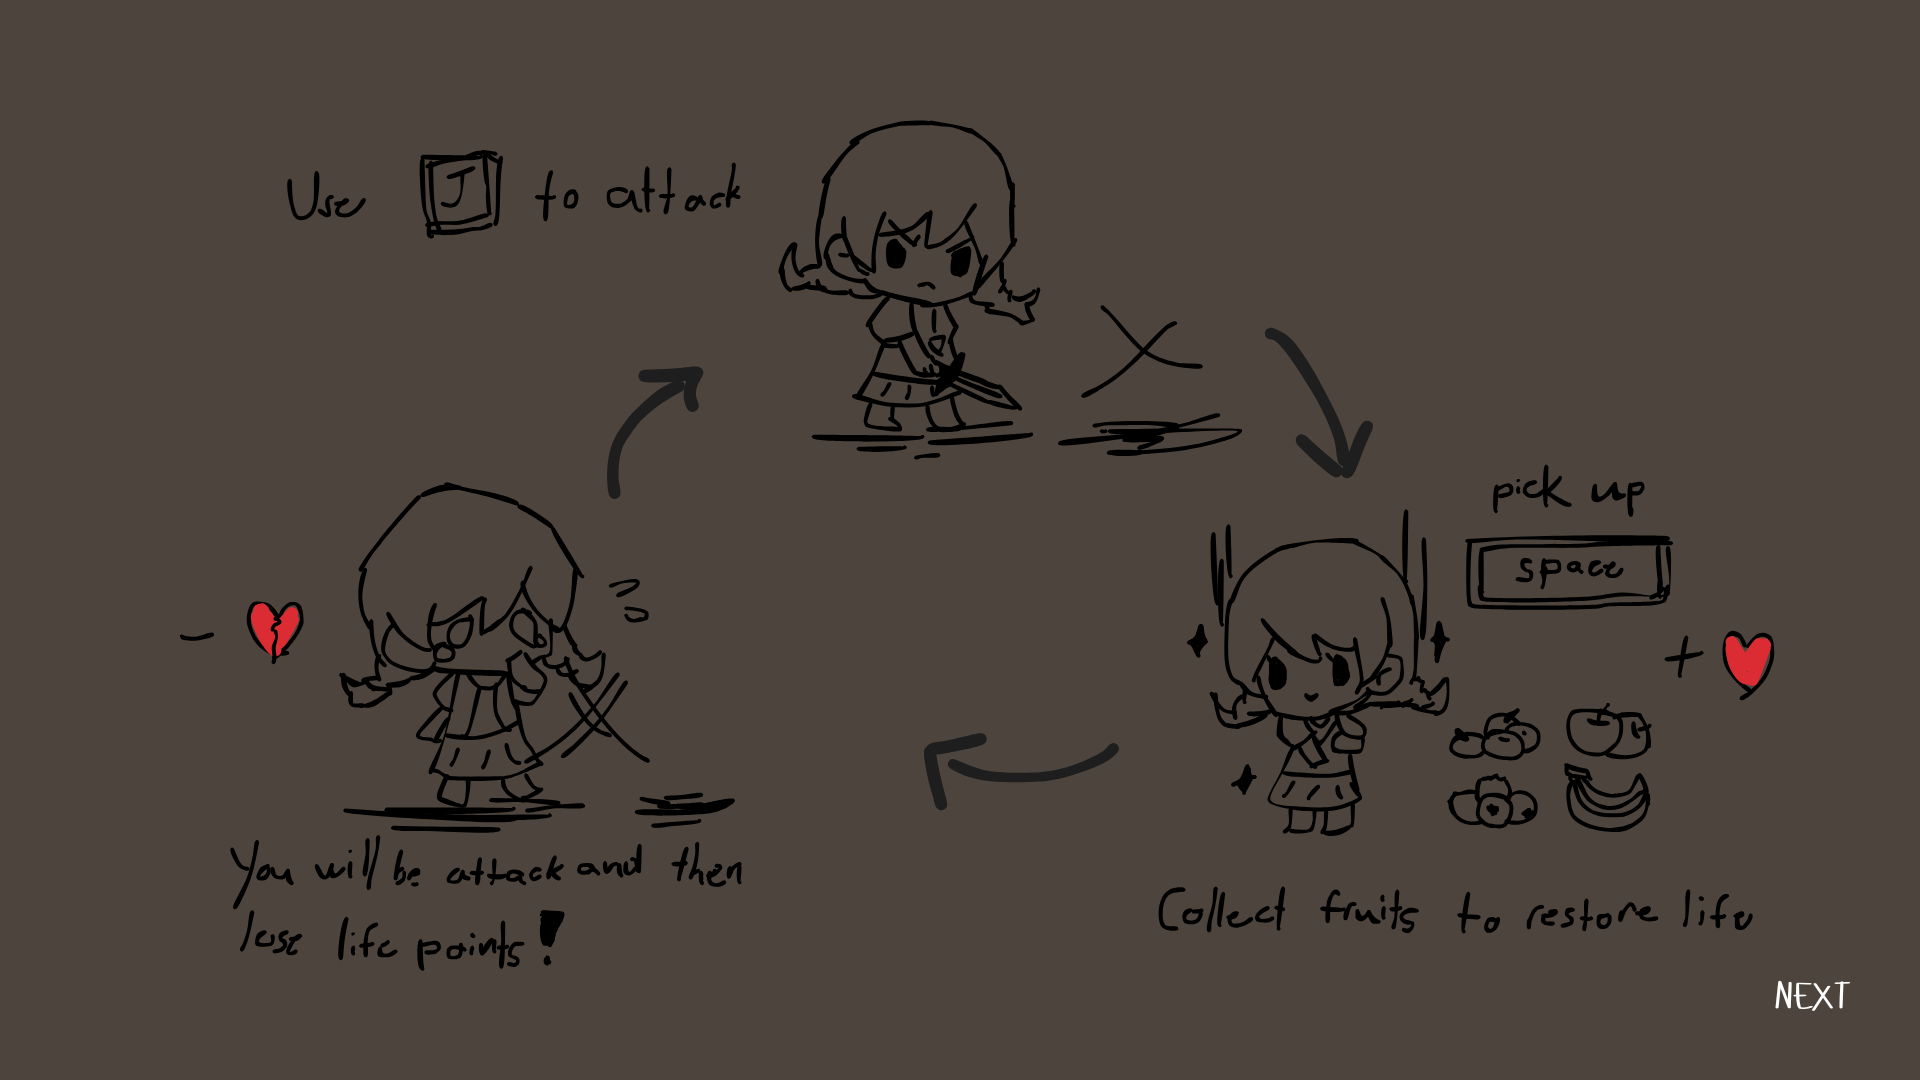 Use J to attack
pick up
space
- 
+
You will be attack and then
lose life points!
Collect fruits to restore life
NEXT